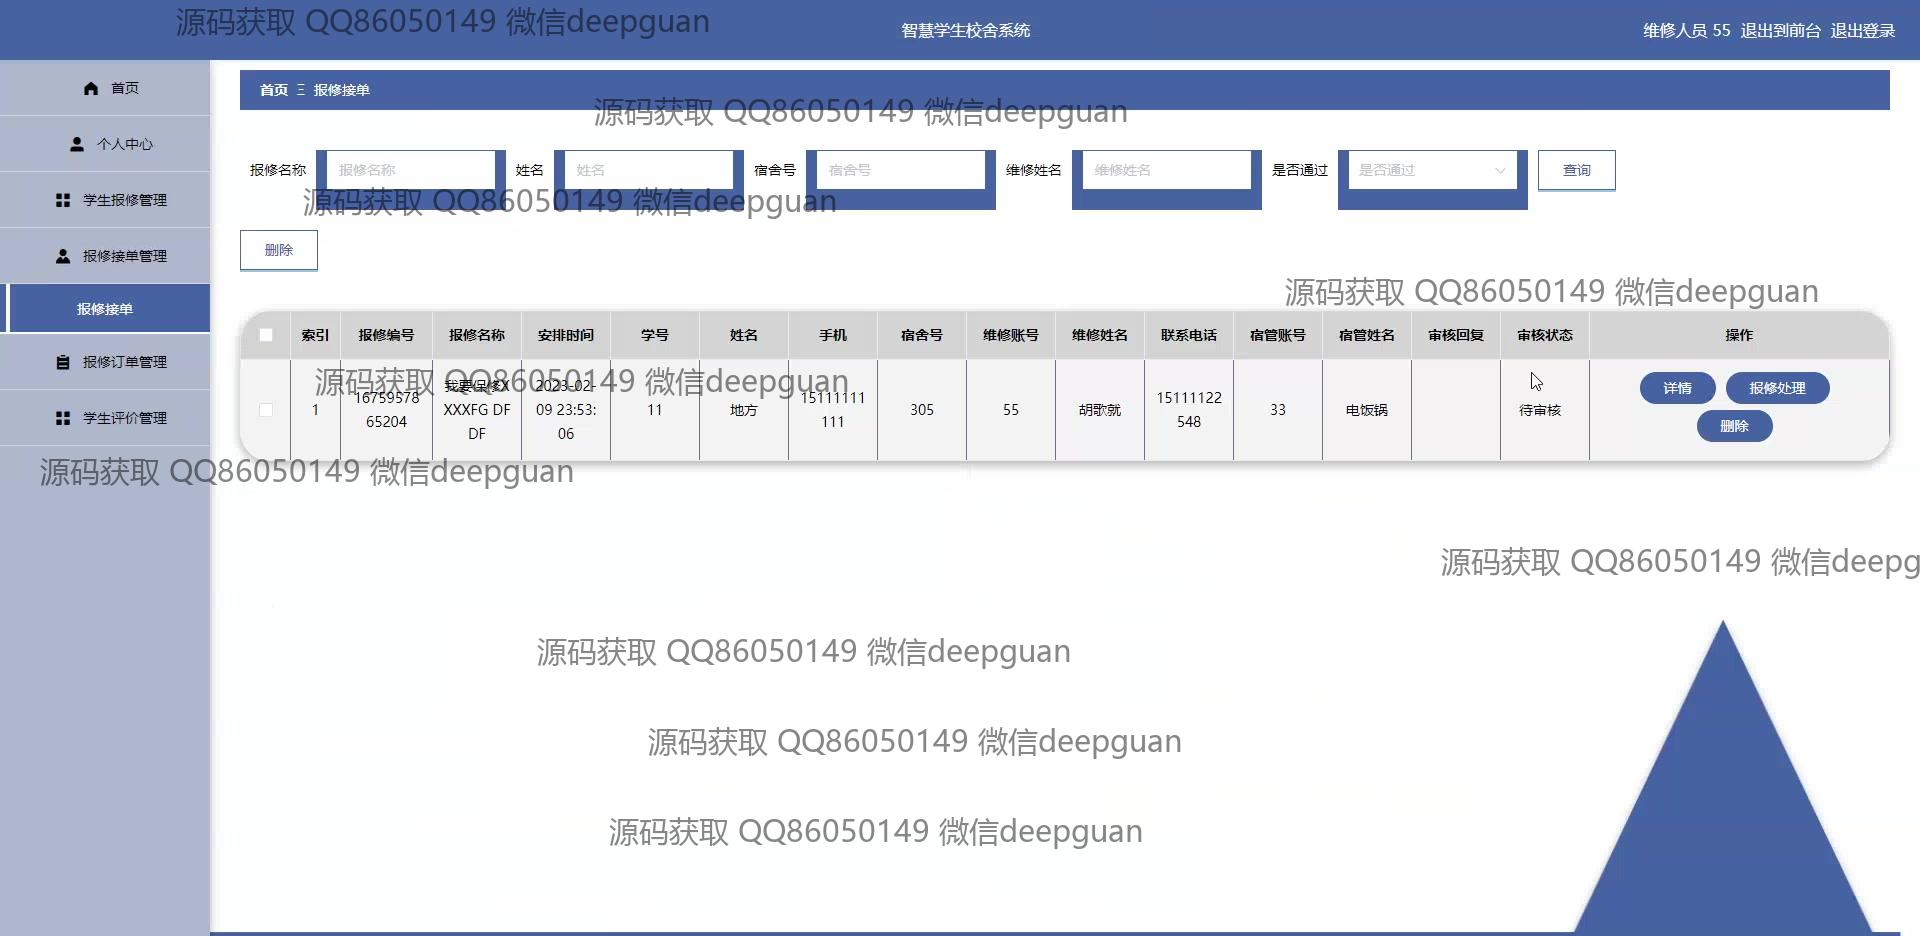 源码获取 QQ86050149 微信deepguan
智慧学生校舍系统
维修人员 55 退出到前台 退出登录
首页
个人中心
学生报修管理
报修接单管理
报修接单
报修订单管理
学生评价管理
首页 Ξ 报修接单
源码获取 QQ86050149 微信deepguan
报修名称 报修名称 姓名 姓名 宿舍号 宿舍号 维修姓名 维修姓名 是否通过 是否通过 查询
源码获取 QQ86050149 微信deepguan
删除
源码获取 QQ86050149 微信deepguan
索引 报修编号 报修名称 安排时间 学号 姓名 手机 宿舍号 维修账号 维修姓名 联系电话 宿管账号 宿管姓名 审核回复 审核状态 操作
源码获取 QQ86050149 微信deepguan
1
16759578
65204
我要保修X
XXXFG DF
DF
2023-02-
09 23:53:
06
11
地方
15111111
111
305
55
胡歌就
15111122
548
33
电饭锅
待审核
详情 报修处理
删除
源码获取 QQ86050149 微信deepguan
源码获取 QQ86050149 微信deepg
源码获取 QQ86050149 微信deepguan
源码获取 QQ86050149 微信deepguan
源码获取 QQ86050149 微信deepguan